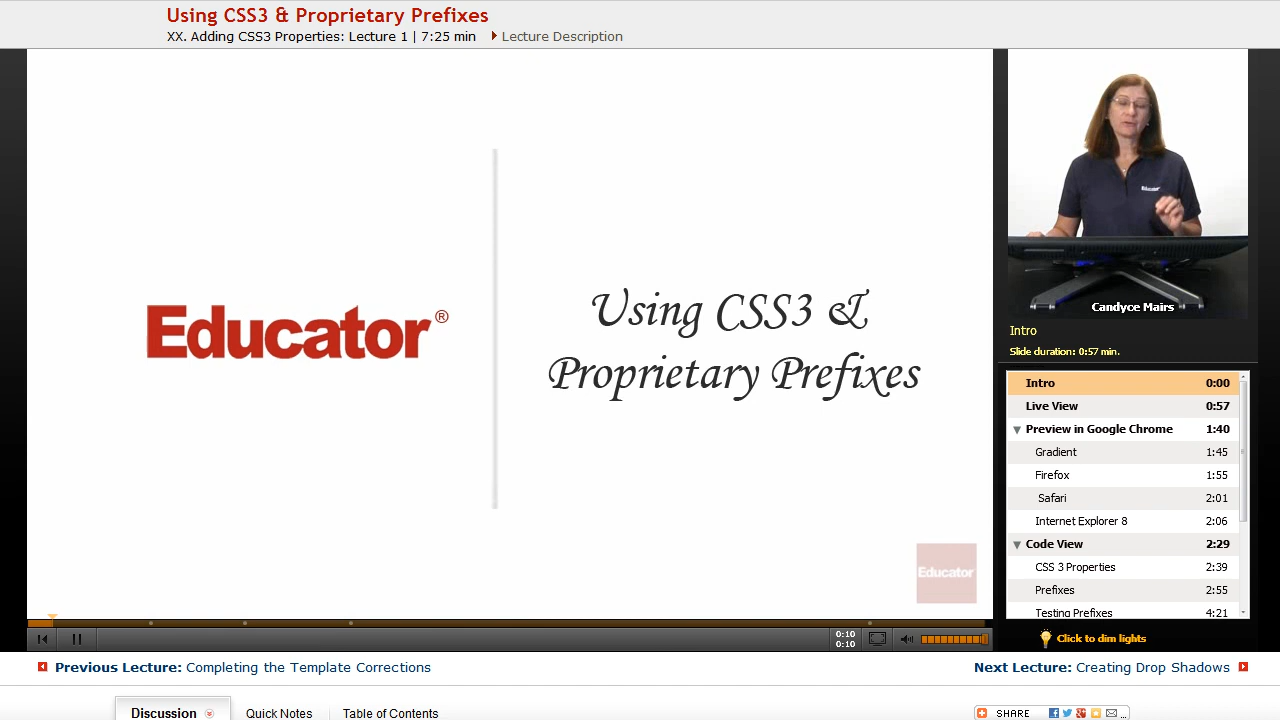 Using CSS3 & Proprietary Prefixes
XX. Adding CSS3 Properties: Lecture 1 | 7:25 min
Lecture Description
Educator®
Using CSS3 &
Proprietary Prefixes
Educator
Educator
Candyce Mairs
Intro
Slide duration: 0:57 min.
Intro 0:00
Live View 0:57
Preview in Google Chrome 1:40
Gradient 1:45
Firefox 1:55
Safari 2:01
Internet Explorer 8 2:06
Code View 2:29
CSS 3 Properties 2:39
Prefixes 2:55
Testing Prefixes 4:21
0:10
0:10
Click to dim lights
Previous Lecture: Completing the Template Corrections
Next Lecture: Creating Drop Shadows
Discussion
Quick Notes
Table of Contents
SHARE